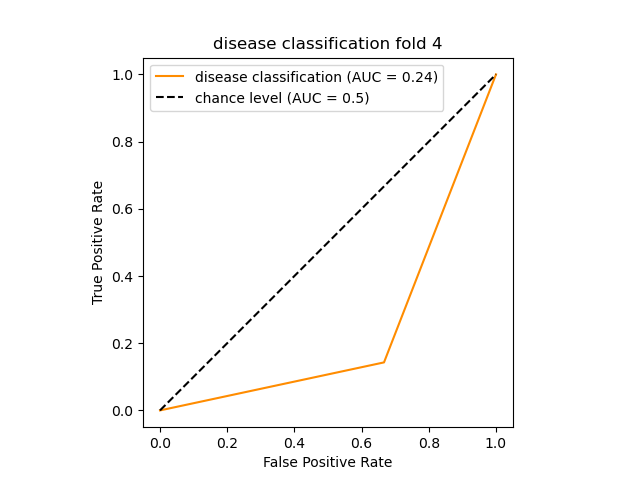 disease classification fold 4
disease classification (AUC = 0.24)
chance level (AUC = 0.5)
True Positive Rate
1.0
0.8
0.6
0.4
0.2
0.0
0.0 0.2 0.4 0.6 0.8 1.0
False Positive Rate